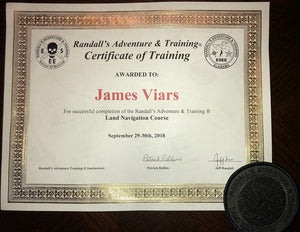 Randall's Adventure & Training®
Certificate of Training
AWARDED TO:
James Viars
For successful completion of the Randall's Adventure & Training ®
Land Navigation Course
September 29-30th, 2018
Randall's Adventure Training & Instructors
Patrick Rollins
Jeff Randall
ESEE